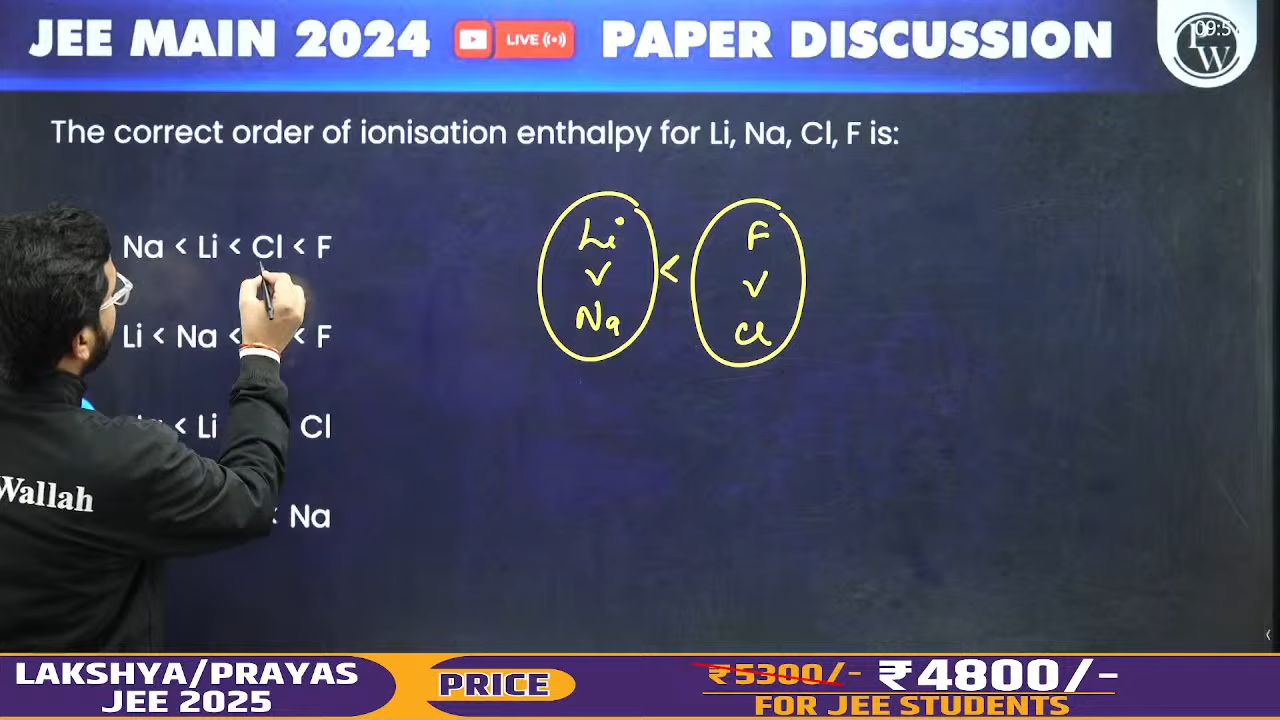 JEE MAIN 2024 LIVE PAPER DISCUSSION
09:5
W
The correct order of ionisation enthalpy for Li, Na, Cl, F is:
Na < Li < Cl < F
Li < Na < < F
< Li Cl
< Na
Li < F
v v
Na Cl
Wallah
LAKSHYA/PRAYAS
JEE 2025
PRICE
₹5300/- ₹4800/-
FOR JEE STUDENTS